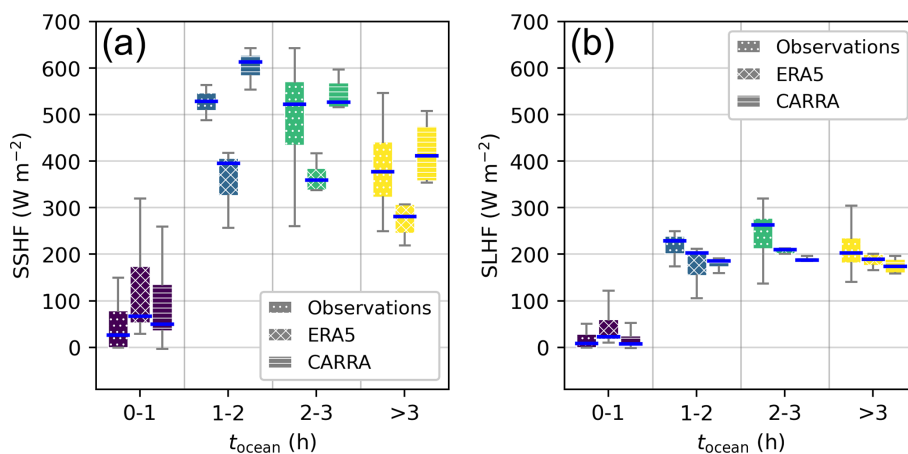 (a)
SSHF (W m⁻²)
700
600
500
400
300
200
100
0
Observations
ERA5
CARRA
0-1
1-2
2-3
>3
t_ocean (h)
(b)
SLHF (W m⁻²)
700
600
500
400
300
200
100
0
Observations
ERA5
CARRA
0-1
1-2
2-3
>3
t_ocean (h)